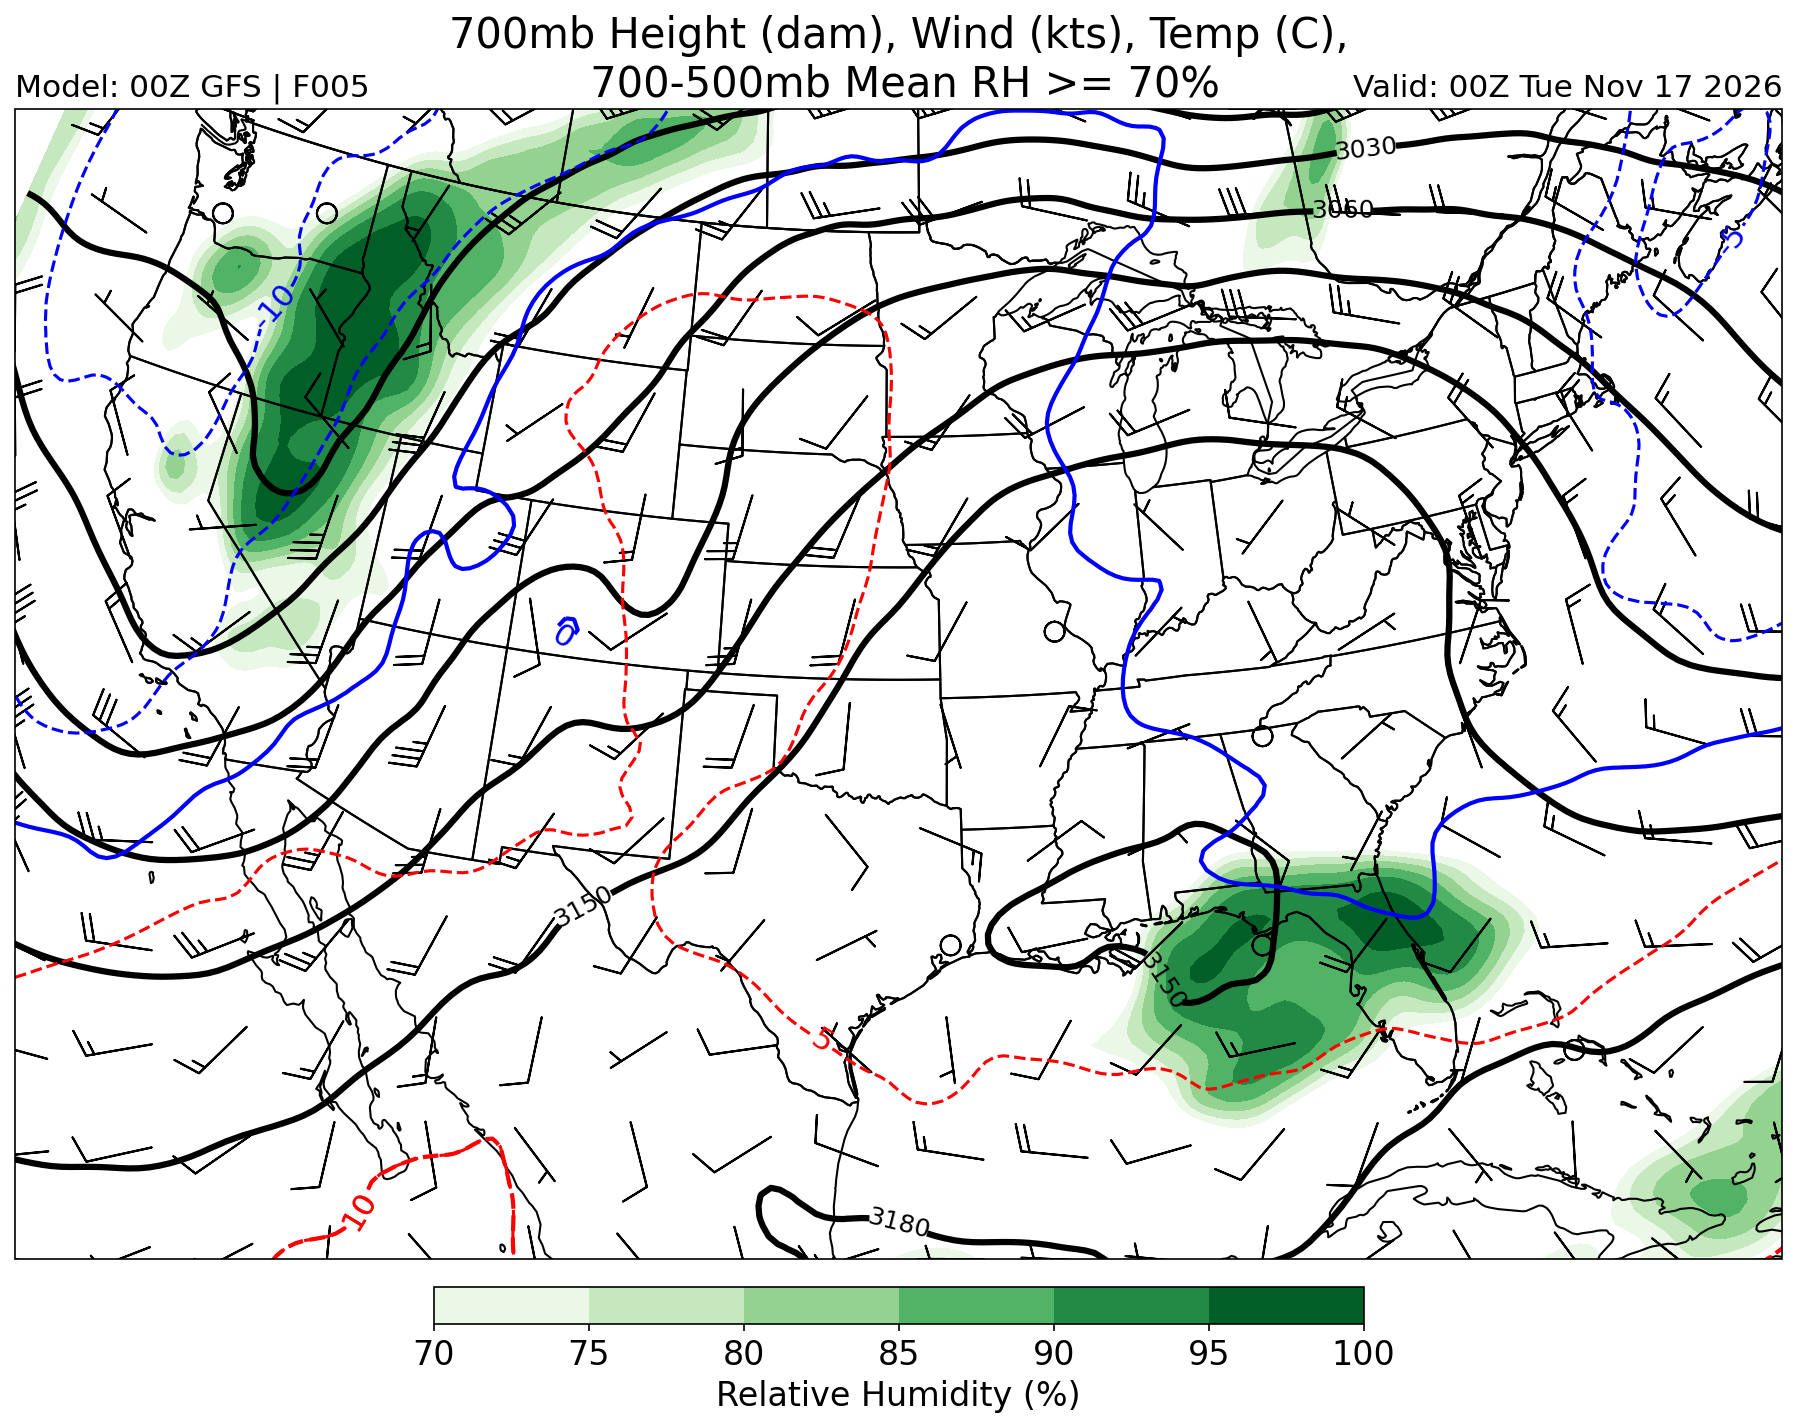 700mb Height (dam), Wind (kts), Temp (C),
700-500mb Mean RH >= 70%
Model: 00Z GFS | F005
Valid: 00Z Tue Nov 17 2026
3030
3060
-5
-10
0
3150
3150
5
10
3180
70 75 80 85 90 95 100
Relative Humidity (%)